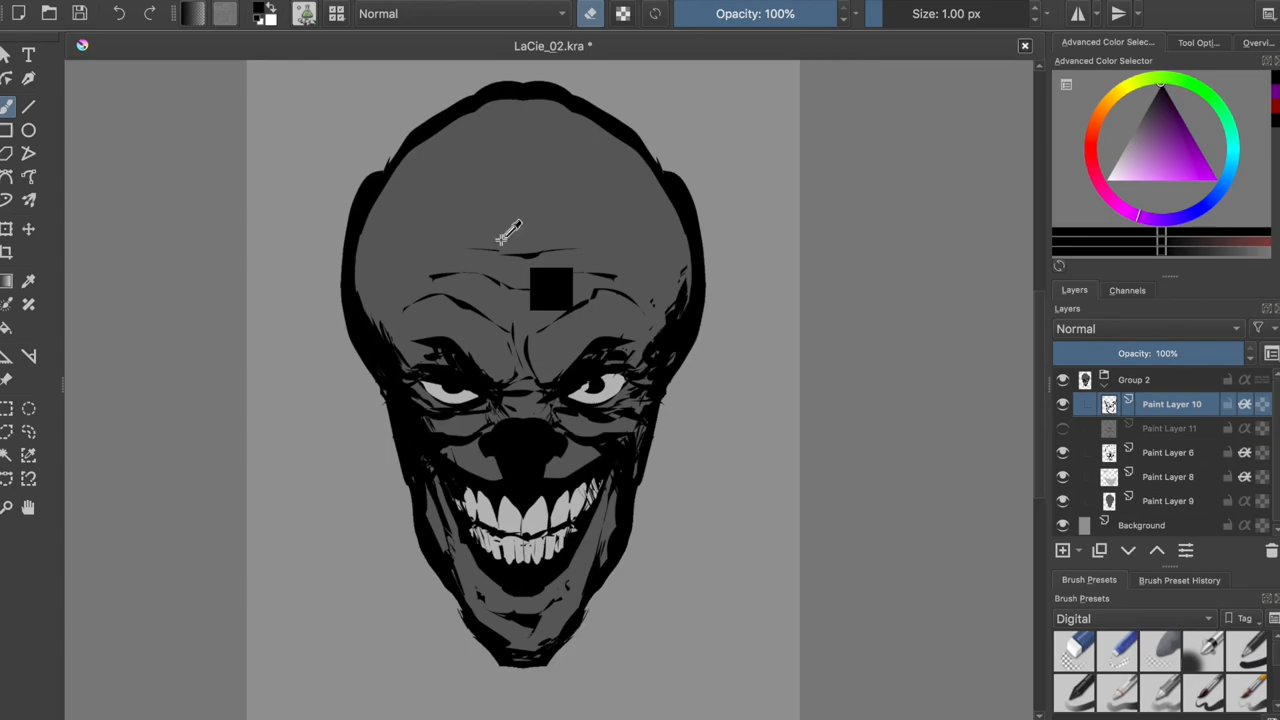 Normal
Opacity: 100%
Size: 1.00 px
LaCie_02.kra *
Advanced Color Selec...
Tool Opti...
Overvi...
Advanced Color Selector
Layers
Channels
Layers
Normal
Opacity: 100%
Group 2
Paint Layer 10
Paint Layer 11
Paint Layer 6
Paint Layer 8
Paint Layer 9
Background
Brush Presets
Brush Preset History
Brush Presets
Digital
Tag